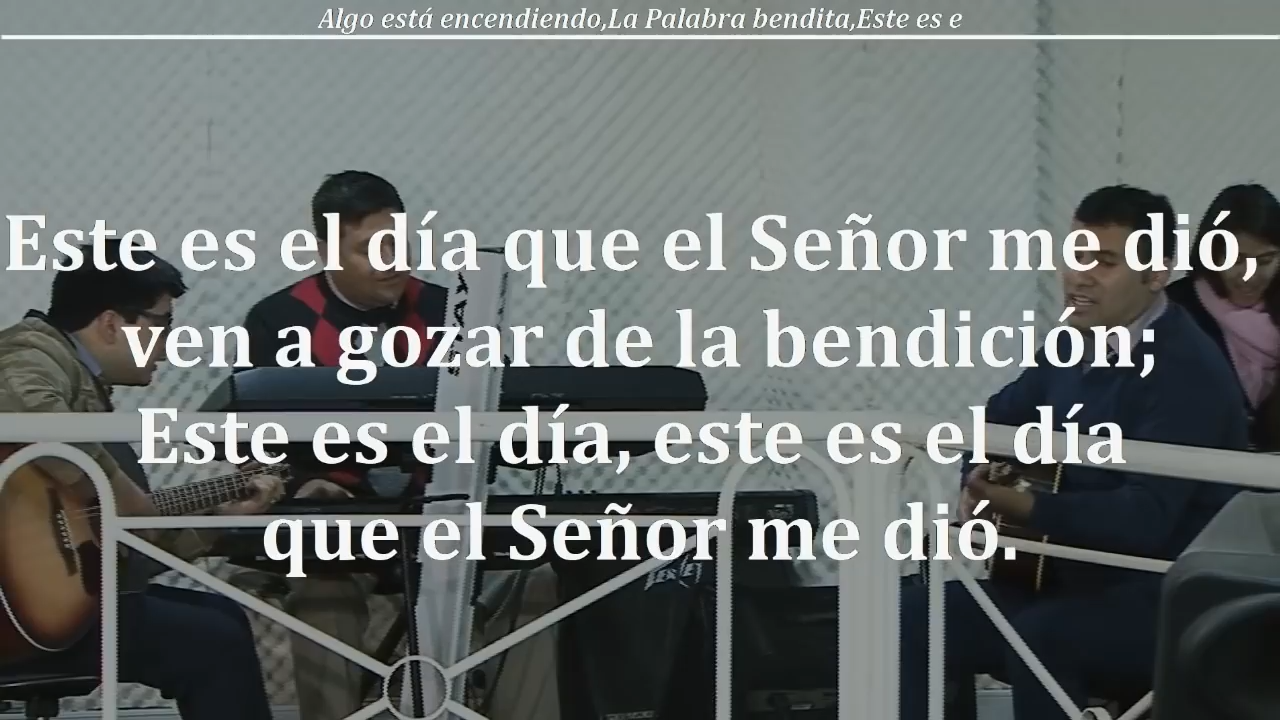 Algo está encendiendo,La Palabra bendita,Este es e
Este es el día que el Señor me dió,
ven a gozar de la bendición;
Este es el día, este es el día
que el Señor me dió.